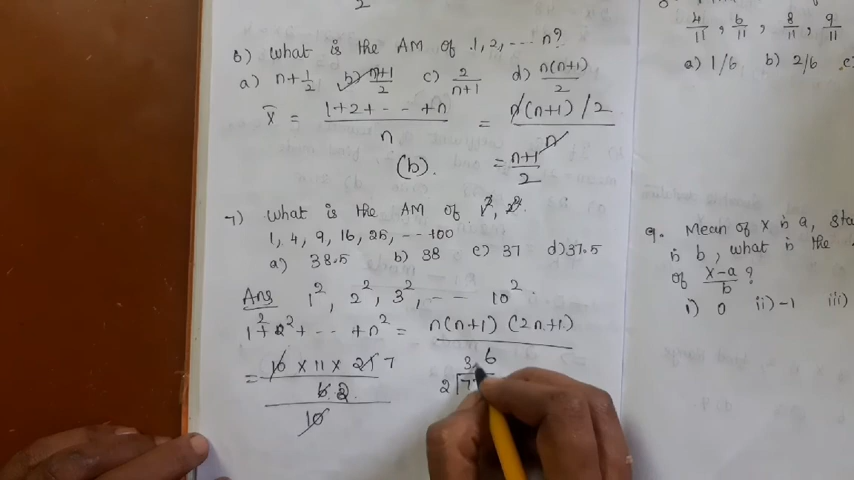 2
6) what is the AM of 1, 2, ---- n?
a) n+1/2 b) n+1/2 c) 2/n+1 d) n(n+1)/2
x̄ = 1+2+- - - +n / n = n(n+1)/2 / n
(b). = n+1/2
7) what is the AM of
1, 4, 9, 16, 25, ---100
a) 38.5 b) 38 c) 37 d) 37.5
Ans 1², 2², 3², --- 10².
1²+2²+ --- +n² = n(n+1) (2n+1)
= 10 x 11 x 21 7 / 6 2 / 10
3 6
2 7
4/11, 6/11, 8/11, 9/11
a) 1/6 b) 2/6 c
9. Mean of x is a, sta
is b, what is the
of x-a/b ?
i) 0 ii) -1 iii)